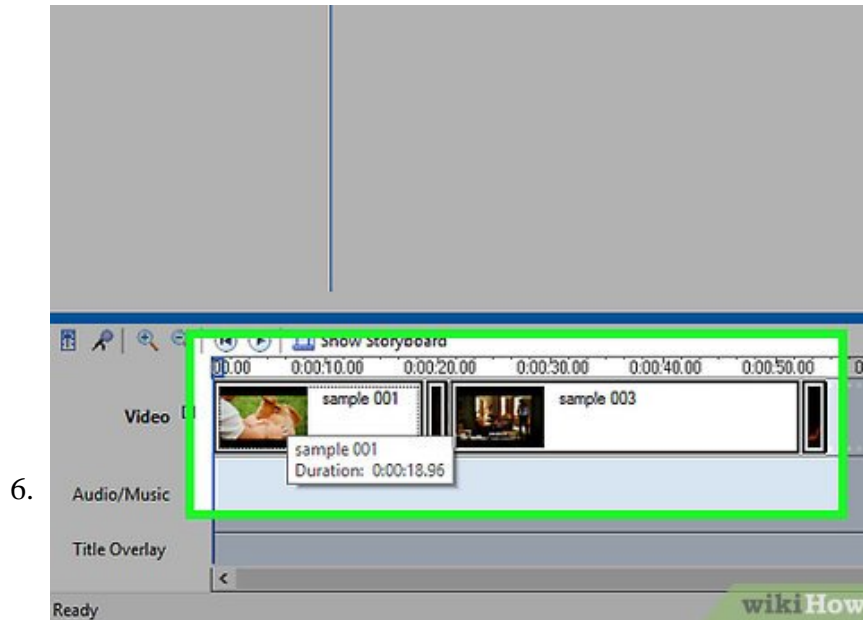 Show Storyboard
00.00 0:00:10.00 0:00:20.00 0:00:30.00 0:00:40.00 0:00:50.00 0
Video
sample 001
sample 003
sample 001
Duration: 0:00:18.96
6.
Audio/Music
Title Overlay
Ready
wikiHow